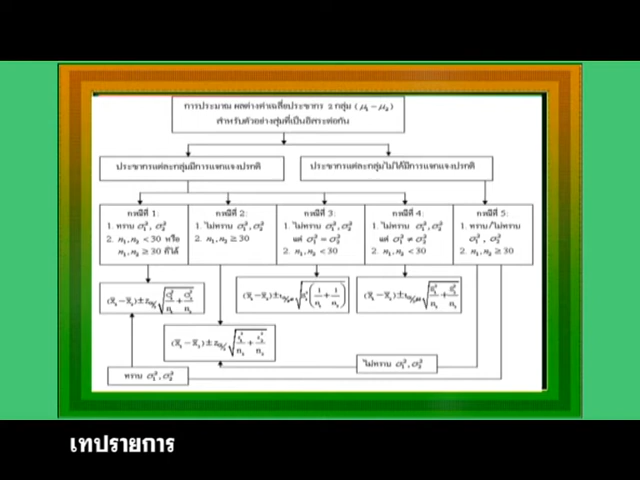 การประมาณ ผลต่างค่าเฉลี่ยประชากร 2 กลุ่ม (μ₁ − μ₂)
สำหรับตัวอย่างสุ่มที่เป็นอิสระต่อกัน
ประชากรแต่ละกลุ่มมีการแจกแจงปรกติ
ประชากรแต่ละกลุ่มไม่ได้มีการแจกแจงปรกติ
กรณีที่ 1:
1. ทราบ σ₁², σ₂²
2. n₁, n₂ < 30 หรือ
n₁, n₂ ≥ 30 ก็ได้
กรณีที่ 2:
1. ไม่ทราบ σ₁², σ₂²
2. n₁, n₂ ≥ 30
กรณีที่ 3:
1. ไม่ทราบ σ₁², σ₂²
แต่ σ₁² = σ₂²
2. n₁, n₂ < 30
กรณีที่ 4:
1. ไม่ทราบ σ₁², σ₂²
แต่ σ₁² ≠ σ₂²
2. n₁, n₂ < 30
กรณีที่ 5:
1. ทราบ/ไม่ทราบ
σ₁², σ₂²
2. n₁, n₂ ≥ 30
ไม่ทราบ σ₁², σ₂²
ทราบ σ₁², σ₂²
เทปรายการ